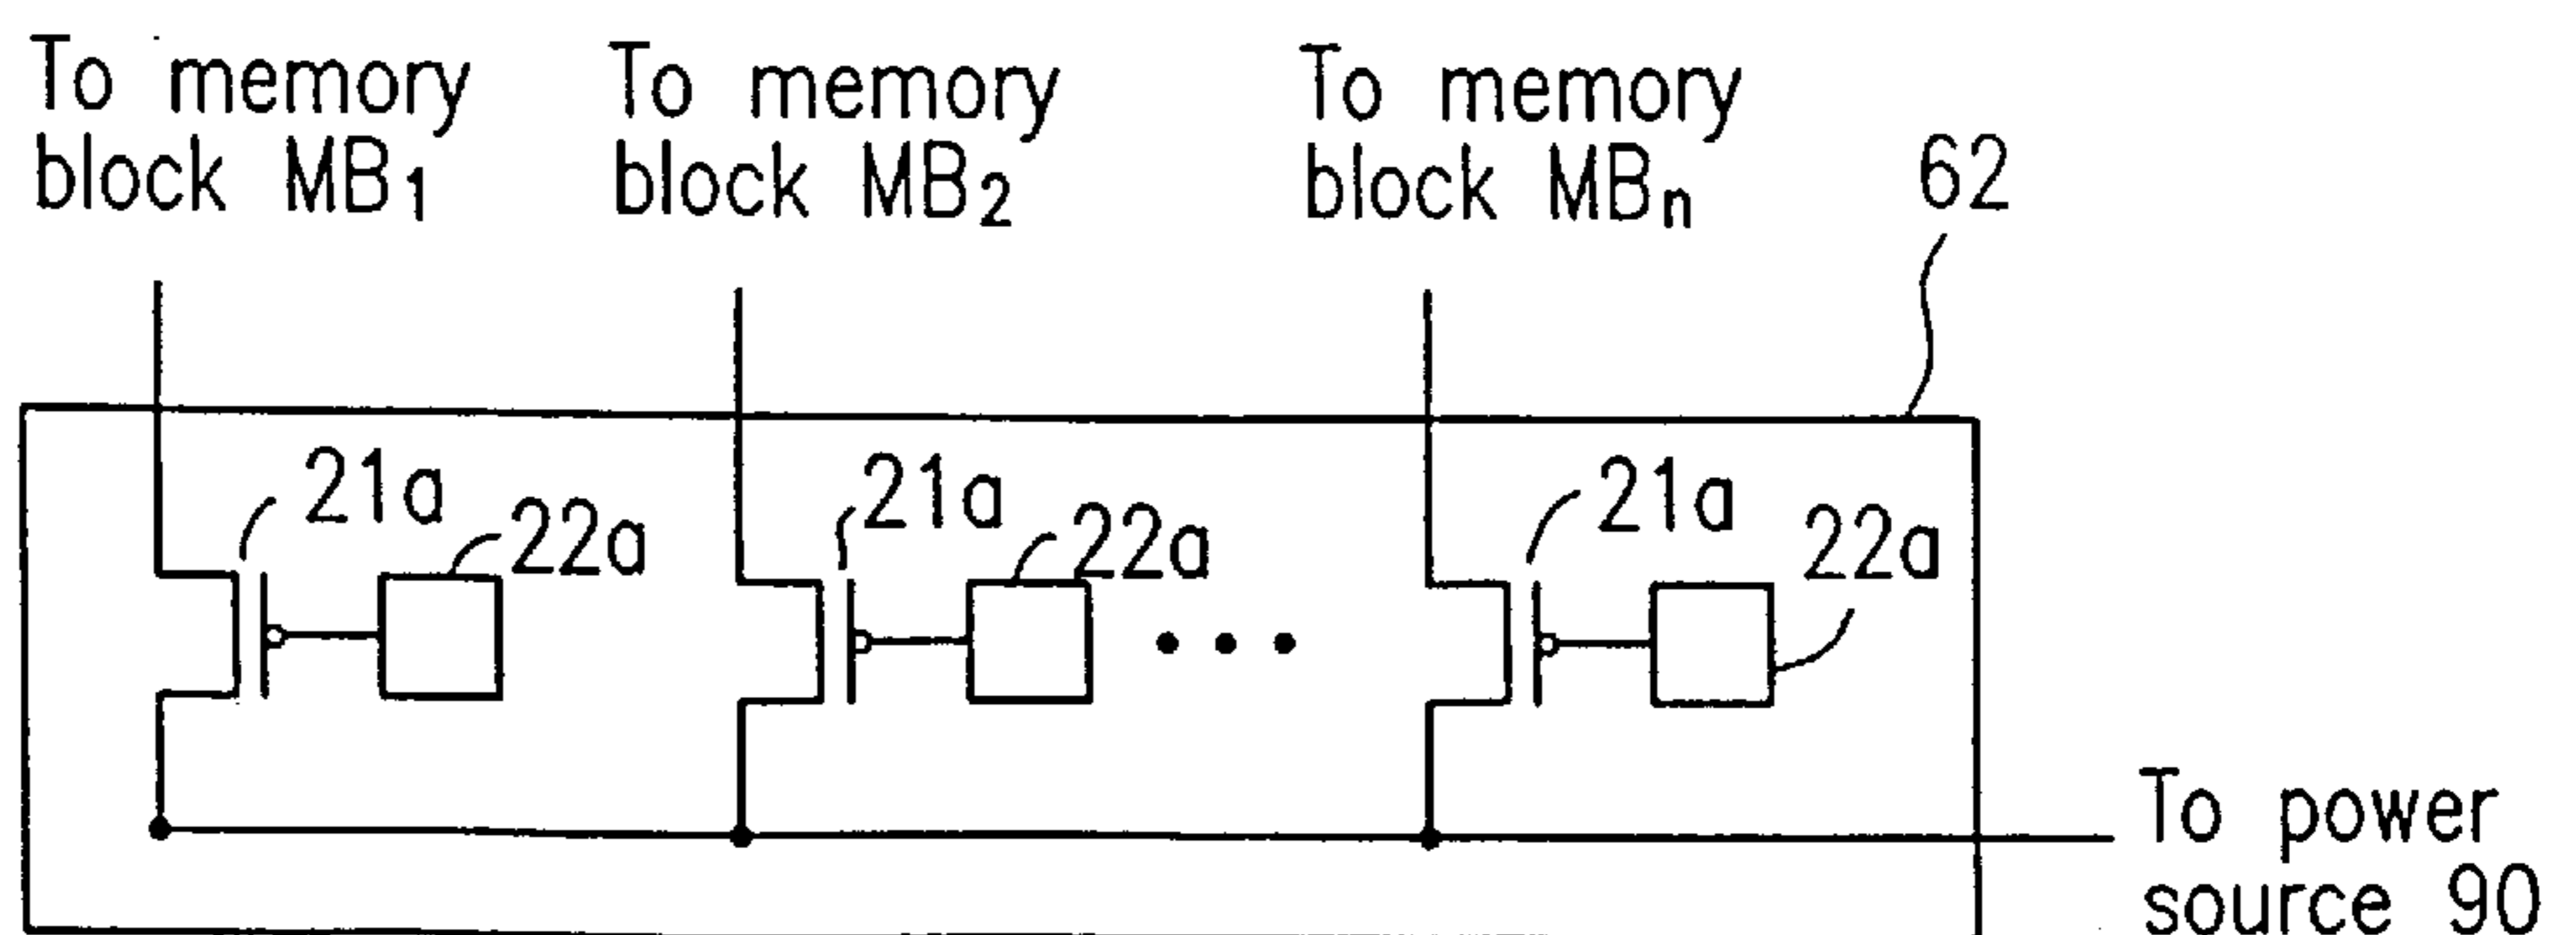 To memory
block MB1
To memory
block MB2
To memory
block MBn
62
21a
22a
21a
22a
21a
22a
To power
source 90